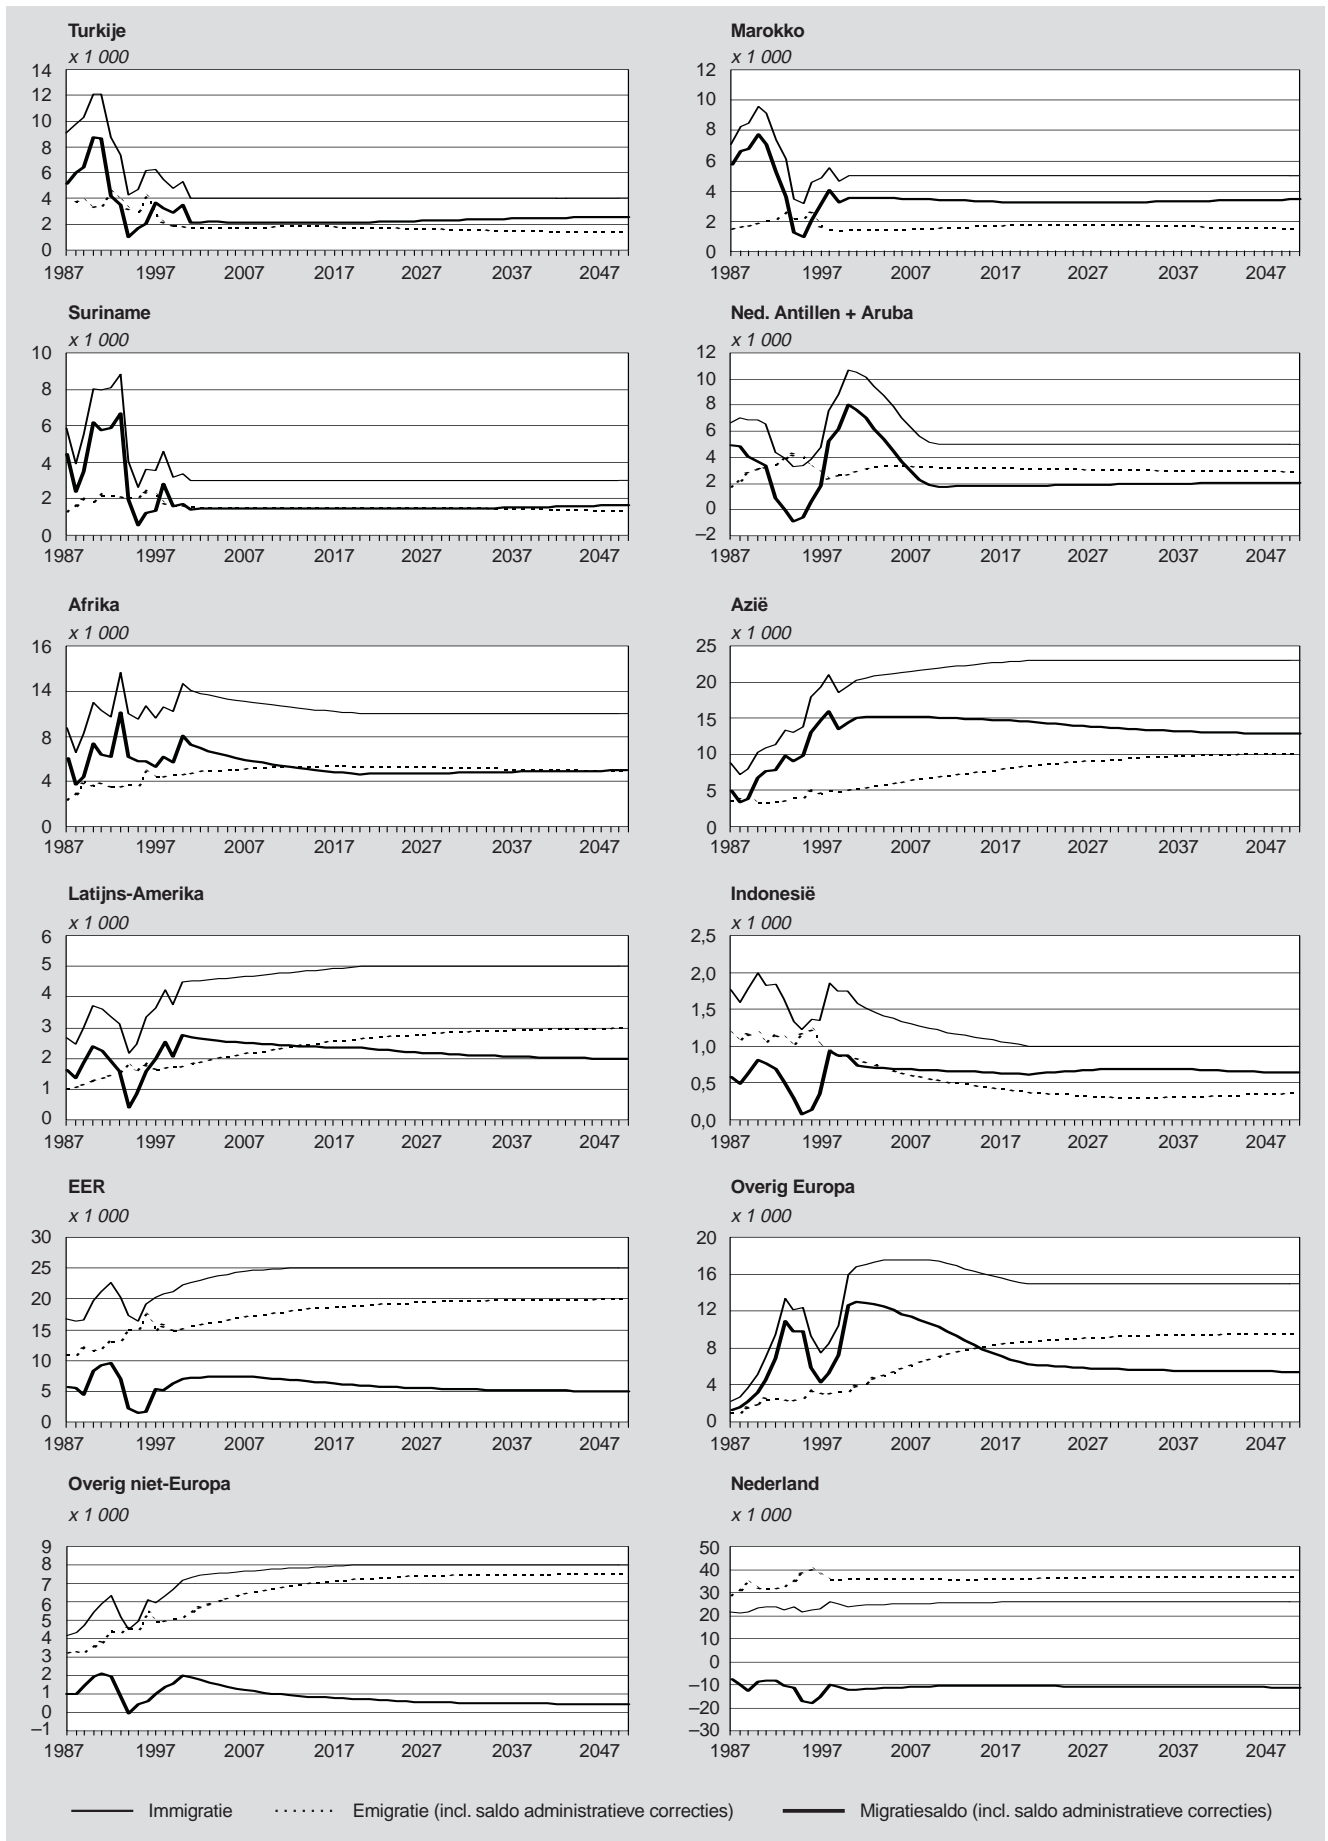 Turkije
x 1 000
14
12
10
8
6
4
2
0
1987 1997 2007 2017 2027 2037 2047
Marokko
x 1 000
12
10
8
6
4
2
0
1987 1997 2007 2017 2027 2037 2047
Suriname
x 1 000
10
8
6
4
2
0
1987 1997 2007 2017 2027 2037 2047
Ned. Antillen + Aruba
x 1 000
12
10
8
6
4
2
0
–2
1987 1997 2007 2017 2027 2037 2047
Afrika
x 1 000
16
14
8
4
0
1987 1997 2007 2017 2027 2037 2047
Azië
x 1 000
25
20
15
10
5
0
1987 1997 2007 2017 2027 2037 2047
Latijns-Amerika
x 1 000
6
5
4
3
2
1
0
1987 1997 2007 2017 2027 2037 2047
Indonesië
x 1 000
2,5
2,0
1,5
1,0
0,5
0,0
1987 1997 2007 2017 2027 2037 2047
EER
x 1 000
30
25
20
15
10
5
0
1987 1997 2007 2017 2027 2037 2047
Overig Europa
x 1 000
20
16
12
8
4
0
1987 1997 2007 2017 2027 2037 2047
Overig niet-Europa
x 1 000
9
8
7
6
5
4
3
2
1
0
–1
1987 1997 2007 2017 2027 2037 2047
Nederland
x 1 000
50
40
30
20
10
0
–10
–20
–30
1987 1997 2007 2017 2027 2037 2047
Immigratie
Emigratie (incl. saldo administratieve correcties)
Migratiesaldo (incl. saldo administratieve correcties)